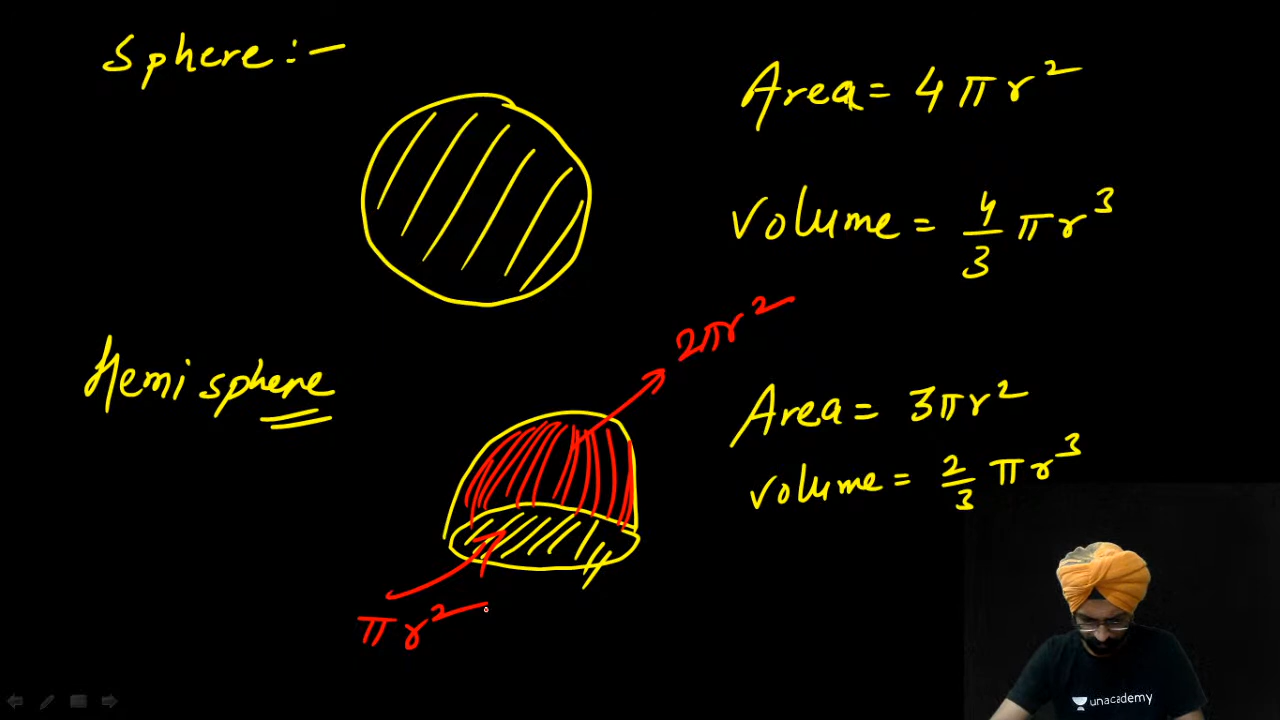 Sphere :-
Area = 4πr²
Volume = 4/3 πr³
2πr²
Hemisphere
Area = 3πr²
Volume = 2/3 πr³
πr²
unacademy